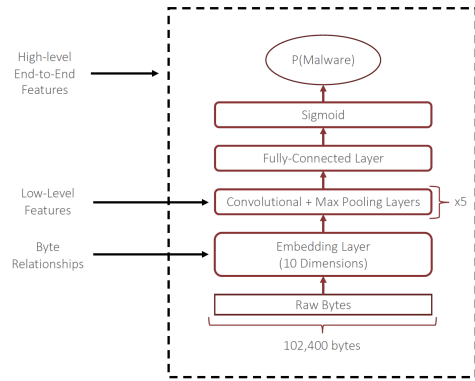 High-level
End-to-End
Features
P(Malware)
Sigmoid
Fully-Connected Layer
Low-Level
Features
Convolutional + Max Pooling Layers
x5
Byte
Relationships
Embedding Layer
(10 Dimensions)
Raw Bytes
102,400 bytes